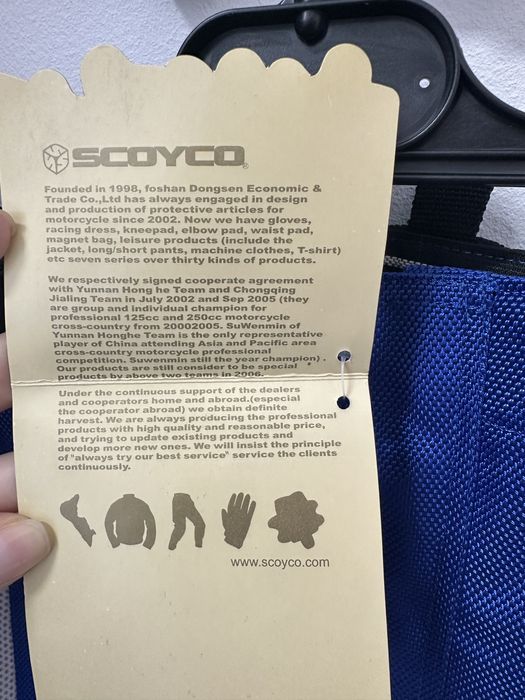 SCOYCO®
Founded in 1998, foshan Dongsen Economic &
Trade Co.,Ltd has always engaged in design
and production of protective articles for
motorcycle since 2002. Now we have gloves,
racing dress, kneepad, elbow pad, waist pad,
magnet bag, leisure products (include the
jacket, long/short pants, machine clothes, T-shirt)
etc seven series over thirty kinds of products.
We respectively signed cooperate agreement
with Yunnan Hong he Team and Chongqing
Jialing Team in July 2002 and Sep 2005 (they
are group and individual champion for
professional 125cc and 250cc motorcycle
cross-country from 20002005. SuWenmin of
Yunnan Honghe Team is the only representative
player of China attending Asia and Pacific area
cross-country motorcycle professional
competition. Suwenmin still the year champion) .
Our products are still consider to be special
products by above two teams in 2006.
Under the continuous support of the dealers
and cooperators home and abroad.(especial
the cooperator abroad) we obtain definite
harvest. We are always producing the professional
products with high quality and reasonable price,
and trying to update existing products and
develop more new ones. We will insist the principle
of "always try our best service" service the clients
continuously.
www.scoyco.com